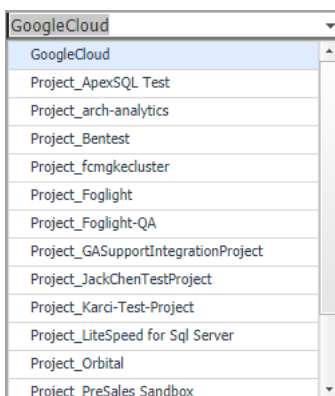 GoogleCloud
GoogleCloud
Project_ApexSQL Test
Project_arch-analytics
Project_Bentest
Project_fcmgkecluster
Project_Foglight
Project_Foglight-QA
Project_GASupportIntegrationProject
Project_JackChenTestProject
Project_Karci-Test-Project
Project_LiteSpeed for Sql Server
Project_Orbital
Project_PreSales Sandbox